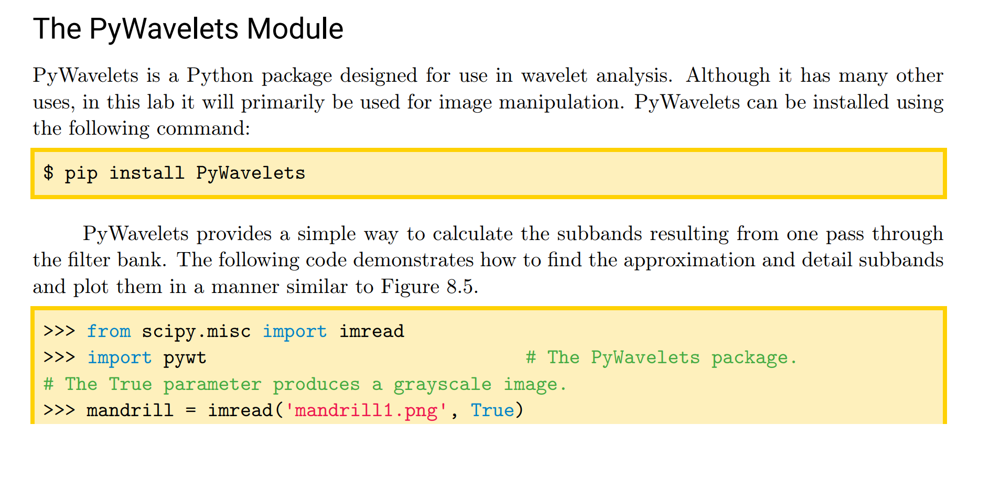 The PyWavelets Module
PyWavelets is a Python package designed for use in wavelet analysis. Although it has many other
uses, in this lab it will primarily be used for image manipulation. PyWavelets can be installed using
the following command:
$ pip install PyWavelets
PyWavelets provides a simple way to calculate the subbands resulting from one pass through
the filter bank. The following code demonstrates how to find the approximation and detail subbands
and plot them in a manner similar to Figure 8.5.
>>> from scipy.misc import imread
>>> import pywt # The PyWavelets package.
# The True parameter produces a grayscale image.
>>> mandrill = imread('mandrill1.png', True)